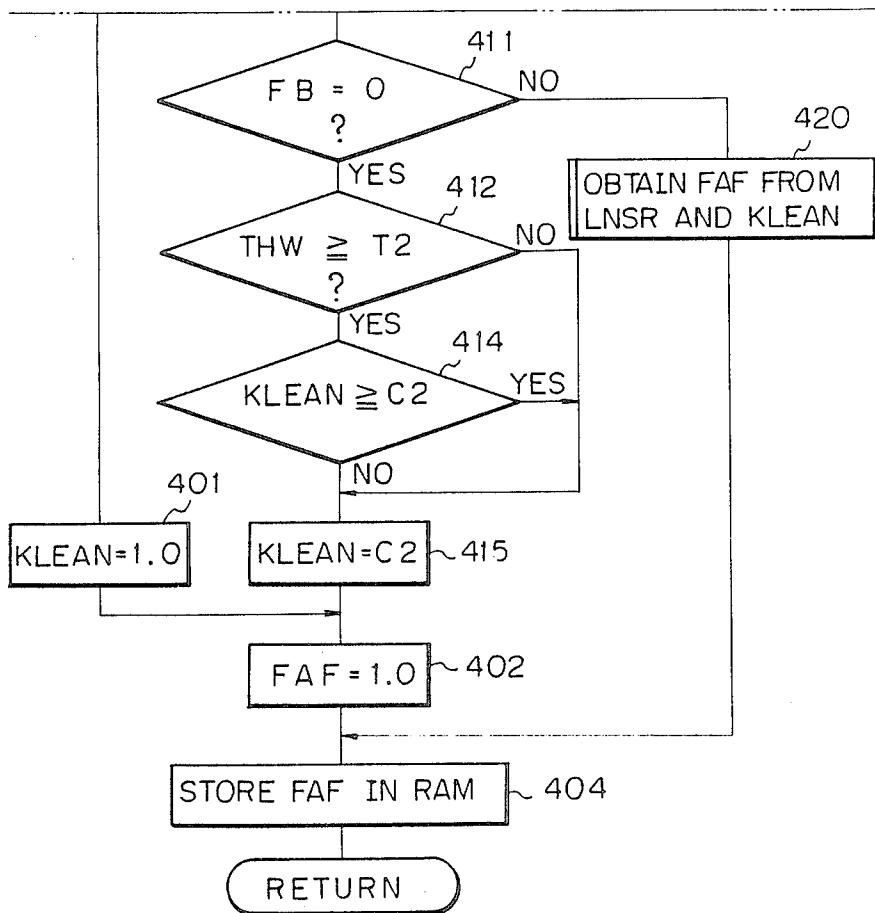 411
FB = 0
?
NO
YES
420
OBTAIN FAF FROM
LNSR AND KLEAN
412
THW ≧ T2
?
NO
YES
414
KLEAN ≧ C2
YES
NO
401
KLEAN=1.0
KLEAN=C2
415
FAF=1.0
402
STORE FAF IN RAM
404
RETURN